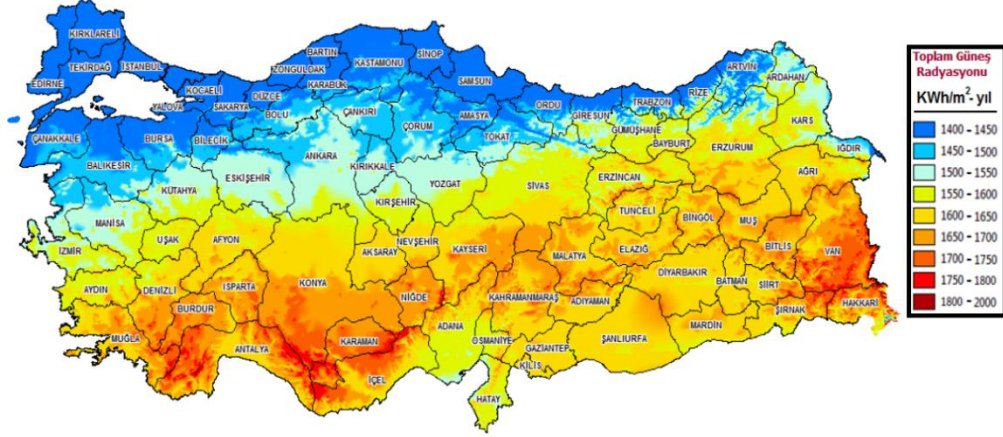 KIRKLARELİ
EDİRNE
TEKİRDAĞ
İSTANBUL
YALOVA
KOCAELİ
SAKARYA
DÜZCE
BOLU
ZONGULDAK
BARTIN
KARABÜK
KASTAMONU
SİNOP
ÇANKIRI
ÇORUM
SAMSUN
AMASYA
TOKAT
ORDU
GİRESUN
TRABZON
GÜMÜŞHANE
BAYBURT
RİZE
ARTVİN
ARDAHAN
KARS
IĞDIR
AĞRI
ERZURUM
ERZİNCAN
ÇANAKKALE
BALIKESİR
BURSA
BİLECİK
KÜTAHYA
ESKİŞEHİR
ANKARA
KIRIKKALE
KIRŞEHİR
YOZGAT
SİVAS
TUNCELİ
BİNGÖL
MUŞ
BİTLİS
VAN
MANİSA
İZMİR
UŞAK
AFYON
AKSARAY
NEVŞEHİR
KAYSERİ
MALATYA
ELAZIĞ
DİYARBAKIR
BATMAN
SİİRT
ŞIRNAK
HAKKARİ
AYDIN
DENİZLİ
BURDUR
ISPARTA
KONYA
NİĞDE
KAHRAMANMARAŞ
ADIYAMAN
ŞANLIURFA
MARDİN
MUĞLA
ANTALYA
KARAMAN
İÇEL
ADANA
OSMANİYE
GAZİANTEP
KİLİS
HATAY
Toplam Güneş
Radyasyonu
KWh/m²- yıl
1400 - 1450
1450 - 1500
1500 - 1550
1550 - 1600
1600 - 1650
1650 - 1700
1700 - 1750
1750 - 1800
1800 - 2000